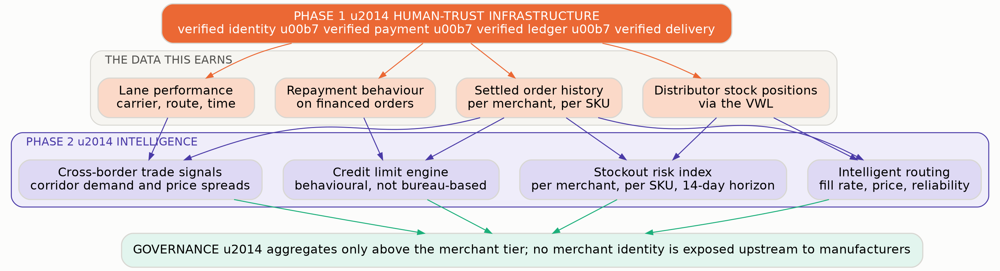 PHASE 1 u2014 HUMAN-TRUST INFRASTRUCTURE
verified identity u00b7 verified payment u00b7 verified ledger u00b7 verified delivery
THE DATA THIS EARNS
Lane performance
carrier, route, time
Repayment behaviour
on financed orders
Settled order history
per merchant, per SKU
Distributor stock positions
via the VWL
PHASE 2 u2014 INTELLIGENCE
Cross-border trade signals
corridor demand and price spreads
Credit limit engine
behavioural, not bureau-based
Stockout risk index
per merchant, per SKU, 14-day horizon
Intelligent routing
fill rate, price, reliability
GOVERNANCE u2014 aggregates only above the merchant tier; no merchant identity is exposed upstream to manufacturers